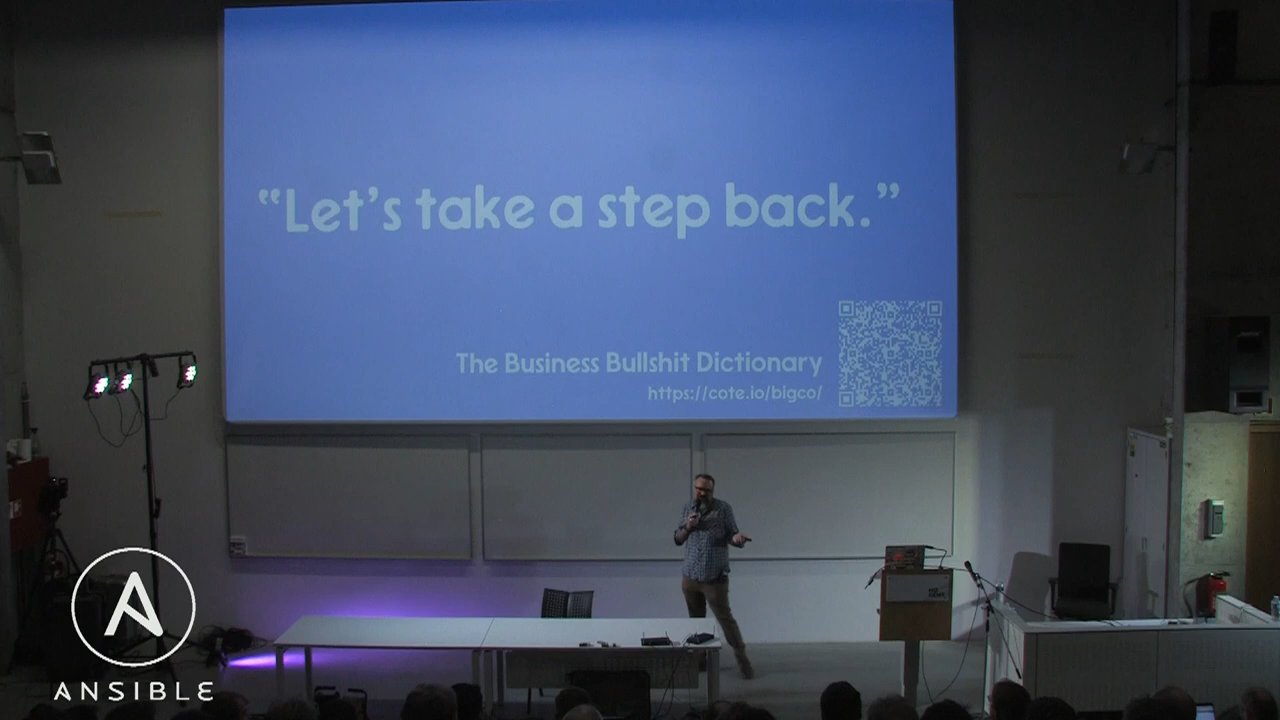 “Let’s take a step back.”
The Business Bullshit Dictionary
https://cote.io/bigco/
ANSIBLE